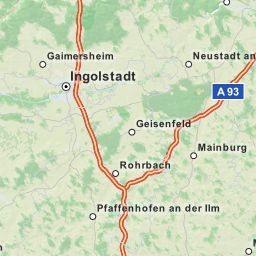 Gaimersheim
Neustadt an
Ingolstadt
A 93
Geisenfeld
Mainburg
Rohrbach
Pfaffenhofen an der Ilm